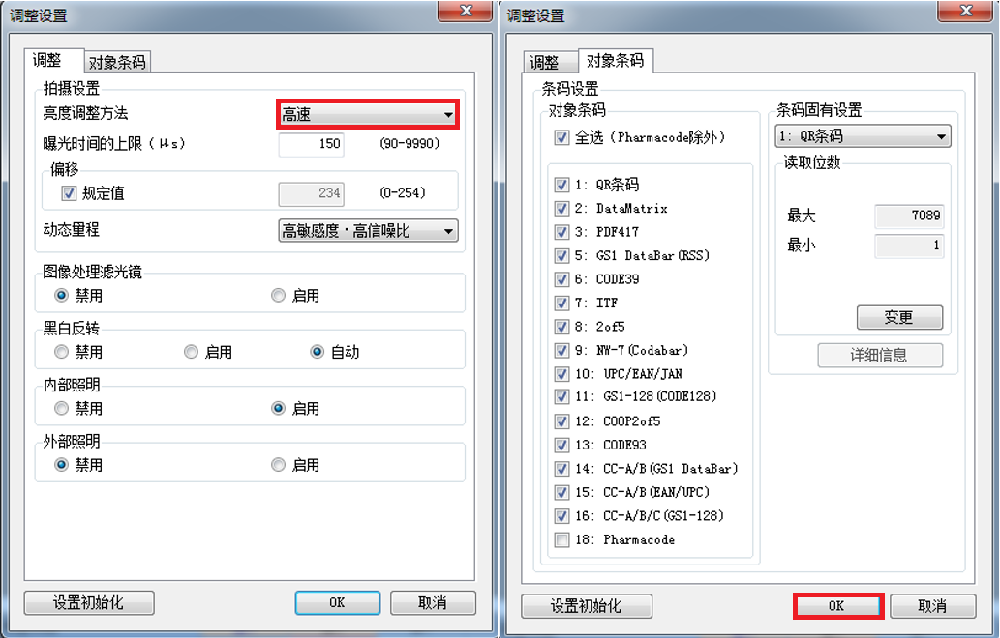 调整设置
调整 对象条码
拍摄设置
亮度调整方法 高速
曝光时间的上限（μs） 150 (90-9990)
偏移
规定值 234 (0-254)
动态量程 高敏感度·高信噪比
图像处理滤光镜
禁用 启用
黑白反转
禁用 启用 自动
内部照明
禁用 启用
外部照明
禁用 启用
设置初始化 OK 取消
调整设置
调整 对象条码
条码设置
对象条码
全选（Pharmacode除外）
1: QR条码
2: DataMatrix
3: PDF417
5: GS1 DataBar(RSS)
6: CODE39
7: ITF
8: 2of5
9: NW-7(Codabar)
10: UPC/EAN/JAN
11: GS1-128(CODE128)
12: COOP2of5
13: CODE93
14: CC-A/B(GS1 DataBar)
15: CC-A/B(EAN/UPC)
16: CC-A/B/C(GS1-128)
18: Pharmacode
条码固有设置
1: QR条码
读取位数
最大 7089
最小 1
变更
详细信息
设置初始化 OK 取消